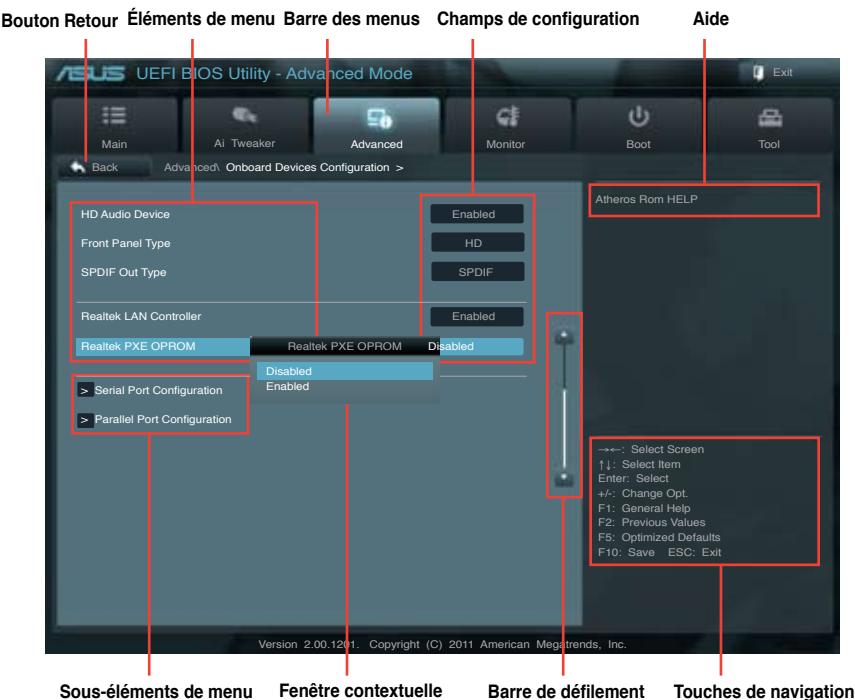 Bouton Retour Éléments de menu Barre des menus Champs de configuration Aide
ASUS UEFI BIOS Utility - Advanced Mode Exit
Main Ai Tweaker Advanced Monitor Boot Tool
Back Advanced\ Onboard Devices Configuration >
Atheros Rom HELP
HD Audio Device Enabled
Front Panel Type HD
SPDIF Out Type SPDIF
Realtek LAN Controller Enabled
Realtek PXE OPROM Realtek PXE OPROM Disabled
Disabled
Enabled
> Serial Port Configuration
> Parallel Port Configuration
→←: Select Screen
↑↓: Select Item
Enter: Select
+/-: Change Opt.
F1: General Help
F2: Previous Values
F5: Optimized Defaults
F10: Save ESC: Exit
Version 2.00.1201. Copyright (C) 2011 American Megatrends, Inc.
Sous-éléments de menu Fenêtre contextuelle Barre de défilement Touches de navigation